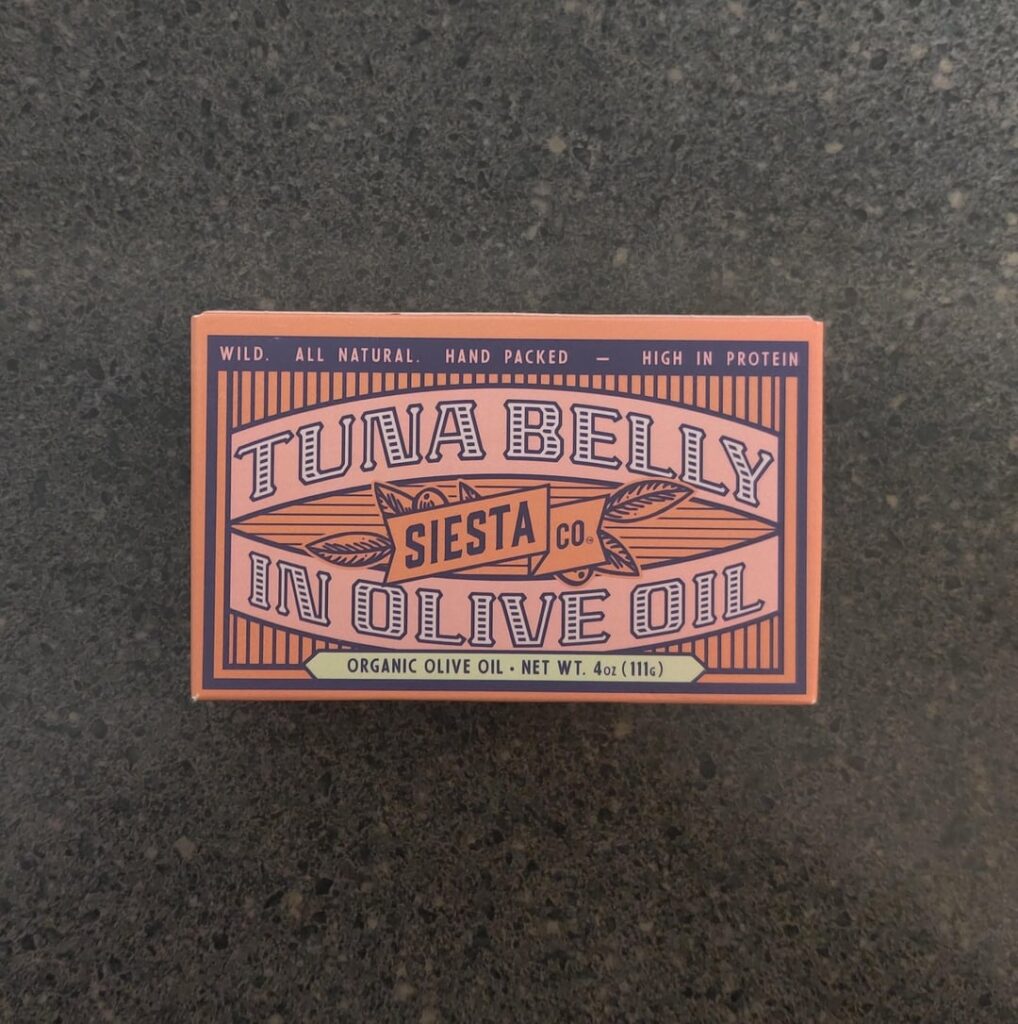 WILD. ALL NATURAL. HAND PACKED — HIGH IN PROTEIN
TUNA BELLY
SIESTA CO.
IN OLIVE OIL
ORGANIC OLIVE OIL • NET WT. 4OZ (111G)